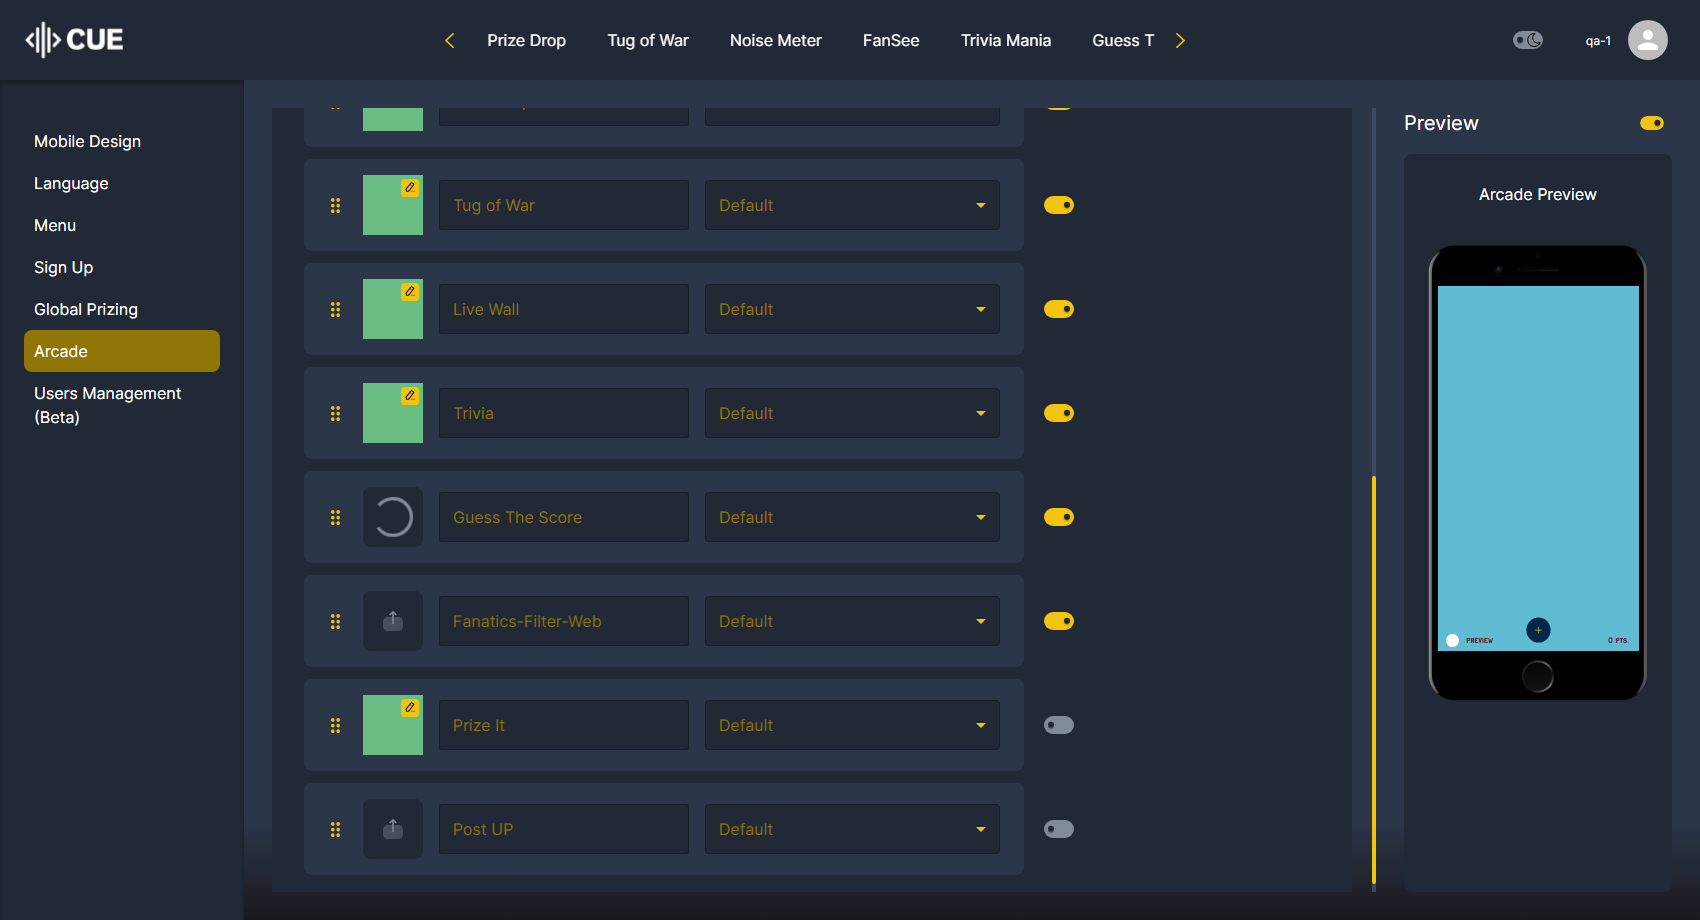 CUE
Prize Drop
Tug of War
Noise Meter
FanSee
Trivia Mania
Guess T
qa-1
Mobile Design
Language
Menu
Sign Up
Global Prizing
Arcade
Users Management
(Beta)
Tug of War
Default
Live Wall
Default
Trivia
Default
Guess The Score
Default
Fanatics-Filter-Web
Default
Prize It
Default
Post UP
Default
Preview
Arcade Preview
PREVIEW
0 PTS.